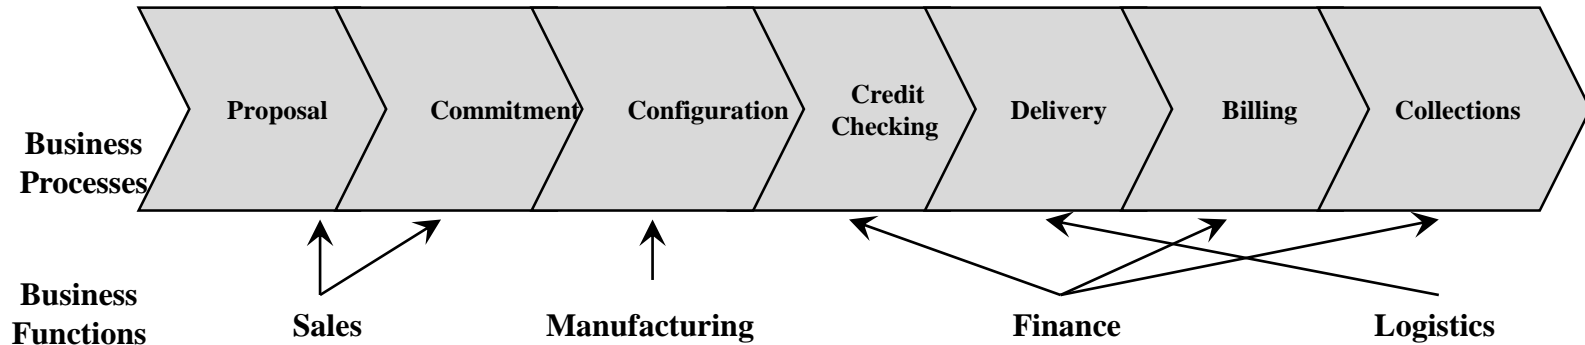 Proposal
Commitment
Configuration
Credit
Checking
Delivery
Billing
Collections
Business
Processes
Business
Functions
Sales
Manufacturing
Finance
Logistics